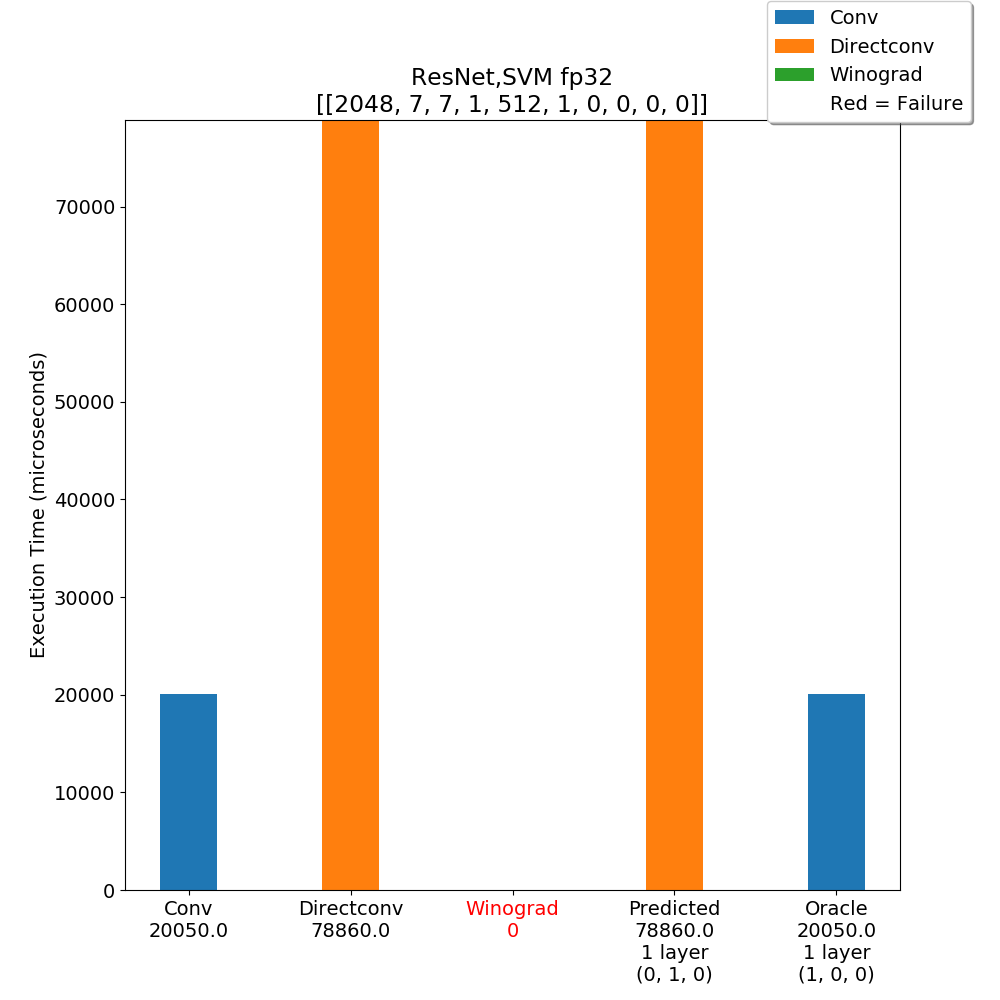 Conv
Directconv
Winograd
Red = Failure
ResNet,SVM fp32
[[2048, 7, 7, 1, 512, 1, 0, 0, 0, 0]]
Execution Time (microseconds)
70000
60000
50000
40000
30000
20000
10000
0
Conv
20050.0
Directconv
78860.0
Winograd
0
Predicted
78860.0
1 layer
(0, 1, 0)
Oracle
20050.0
1 layer
(1, 0, 0)